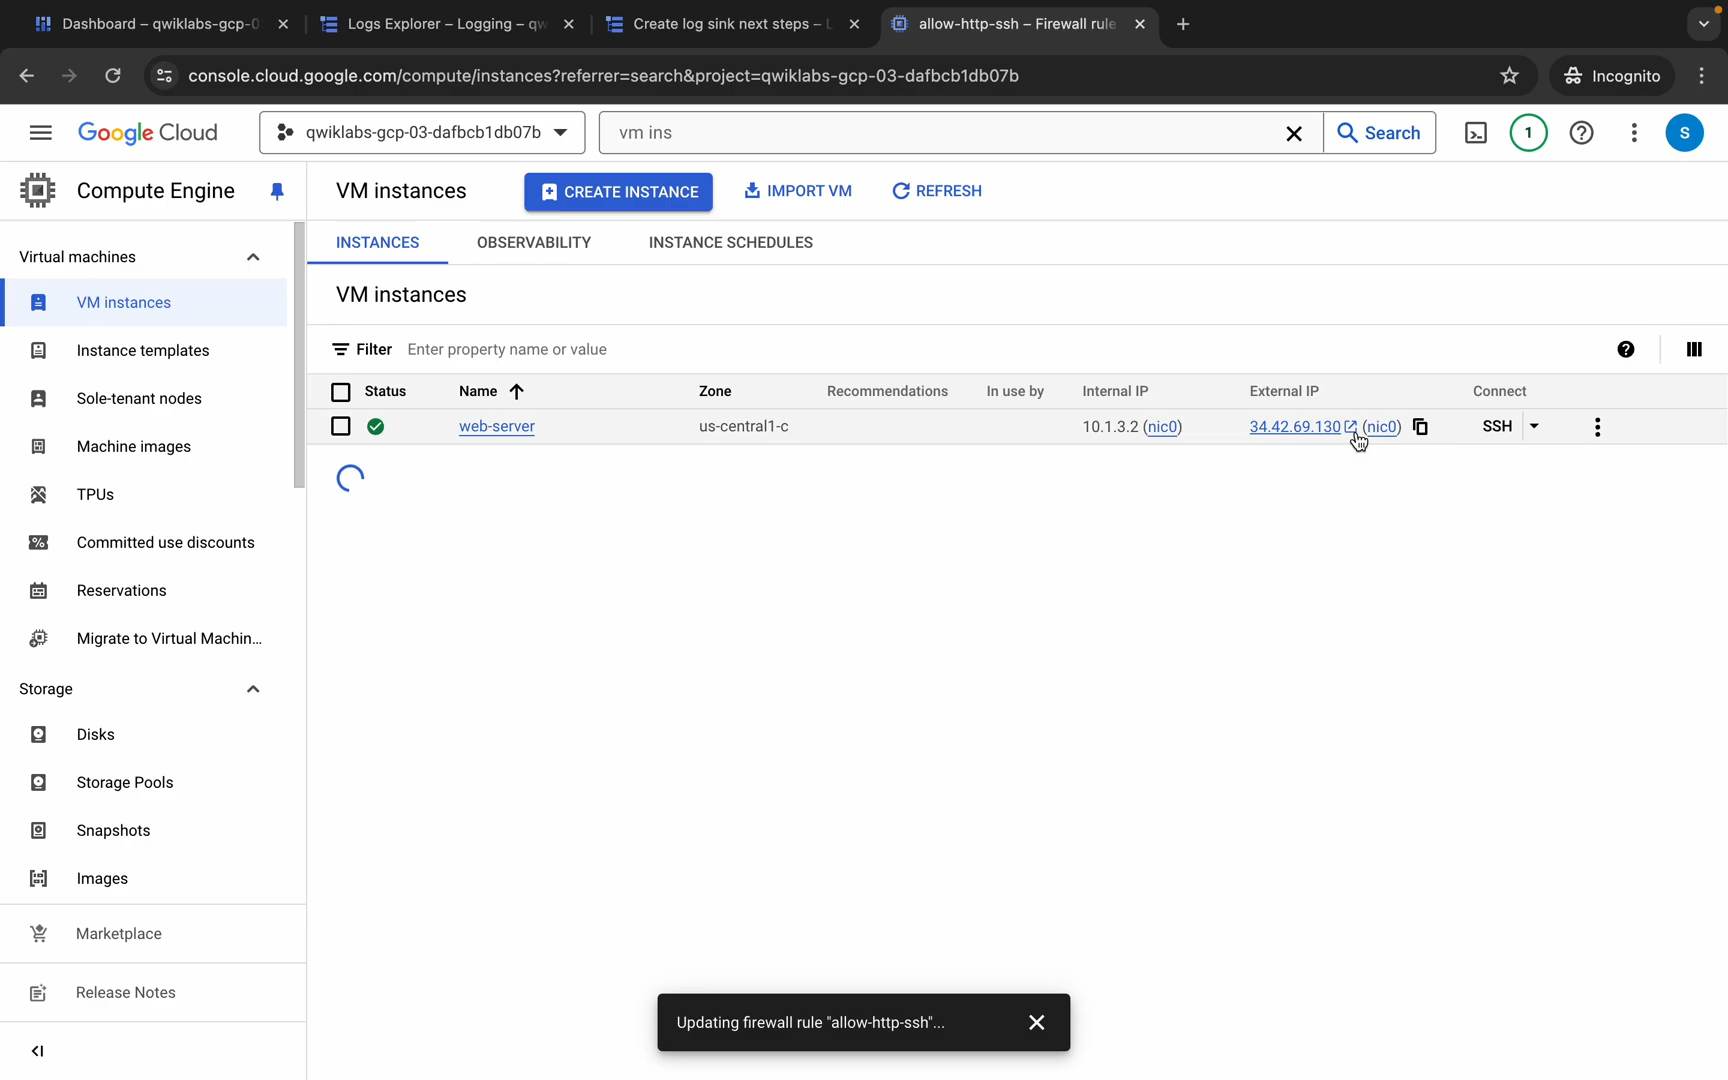 Dashboard – qwiklabs-gcp-0
Logs Explorer – Logging – qw
Create log sink next steps – L
allow-http-ssh – Firewall rule
console.cloud.google.com/compute/instances?referrer=search&project=qwiklabs-gcp-03-dafbcb1db07b
Incognito
Google Cloud
qwiklabs-gcp-03-dafbcb1db07b
vm ins
Search
1
S
Compute Engine
VM instances
CREATE INSTANCE
IMPORT VM
REFRESH
INSTANCES
OBSERVABILITY
INSTANCE SCHEDULES
Virtual machines
VM instances
Instance templates
Sole-tenant nodes
Machine images
TPUs
Committed use discounts
Reservations
Migrate to Virtual Machin...
Storage
Disks
Storage Pools
Snapshots
Images
Marketplace
Release Notes
VM instances
Filter Enter property name or value
Status Name Zone Recommendations In use by Internal IP External IP Connect
web-server us-central1-c 10.1.3.2 (nic0) 34.42.69.130 (nic0) SSH
Updating firewall rule "allow-http-ssh"...